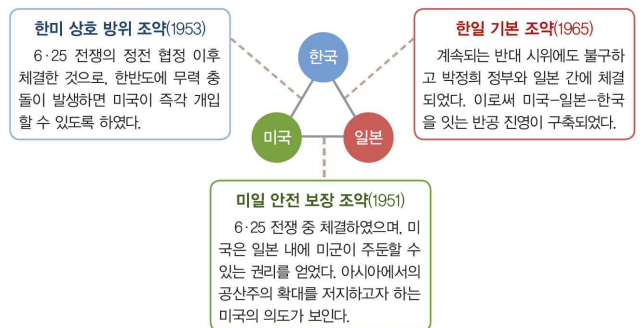 한미 상호 방위 조약(1953)
6·25 전쟁의 정전 협정 이후
체결한 것으로, 한반도에 무력 충
돌이 발생하면 미국이 즉각 개입
할 수 있도록 하였다.
한국
미국
일본
한일 기본 조약(1965)
계속되는 반대 시위에도 불구하
고 박정희 정부와 일본 간에 체결
되었다. 이로써 미국-일본-한국
을 잇는 반공 진영이 구축되었다.
미일 안전 보장 조약(1951)
6·25 전쟁 중 체결하였으며, 미
국은 일본 내에 미군이 주둔할 수
있는 권리를 얻었다. 아시아에서의
공산주의 확대를 저지하고자 하는
미국의 의도가 보인다.